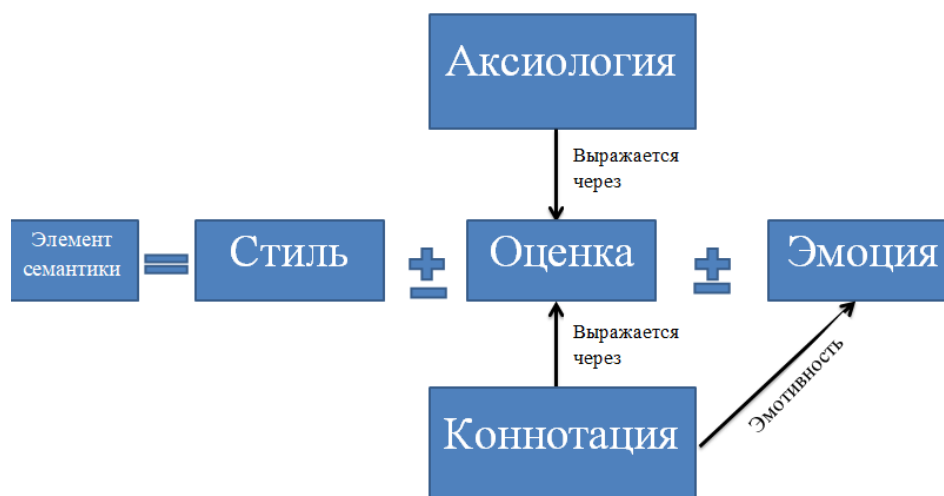 Аксиология
Выражается
через
Элемент
семантики
=
Стиль
±
Оценка
±
Эмоция
Выражается
через
Эмотивность
Коннотация